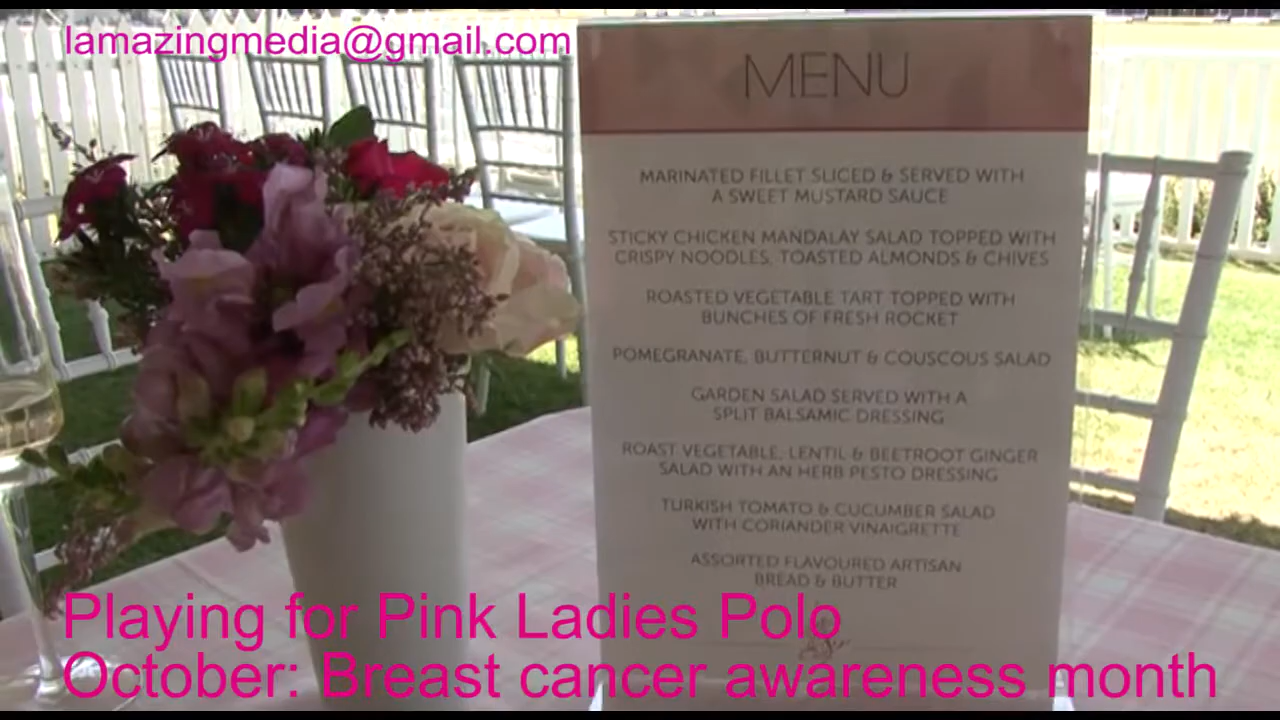 lamazingmedia@gmail.com
MENU
MARINATED FILLET SLICED & SERVED WITH
A SWEET MUSTARD SAUCE
STICKY CHICKEN MANDALAY SALAD TOPPED WITH
CRISPY NOODLES, TOASTED ALMONDS & CHIVES
ROASTED VEGETABLE TART TOPPED WITH
BUNCHES OF FRESH ROCKET
POMEGRANATE, BUTTERNUT & COUSCOUS SALAD
GARDEN SALAD SERVED WITH A
SPLIT BALSAMIC DRESSING
ROAST VEGETABLE, LENTIL & BEETROOT GINGER
SALAD WITH AN HERB PESTO DRESSING
TURKISH TOMATO & CUCUMBER SALAD
WITH CORIANDER VINAIGRETTE
ASSORTED FLAVOURED ARTISAN
BREAD & BUTTER
Playing for Pink Ladies Polo
October: Breast cancer awareness month